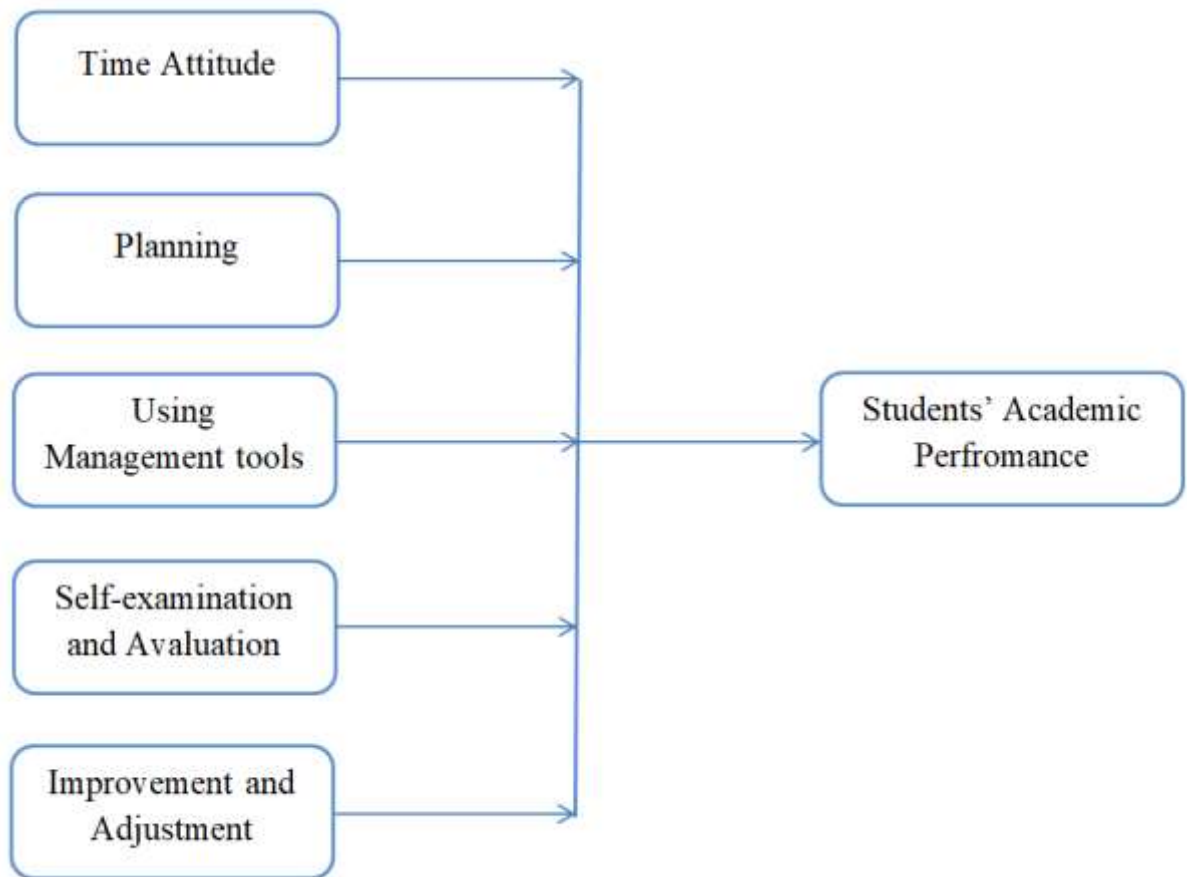 Time Attitude
Planning
Using
Management tools
Students’ Academic
Perfromance
Self-examination
and Avaluation
Improvement and
Adjustment